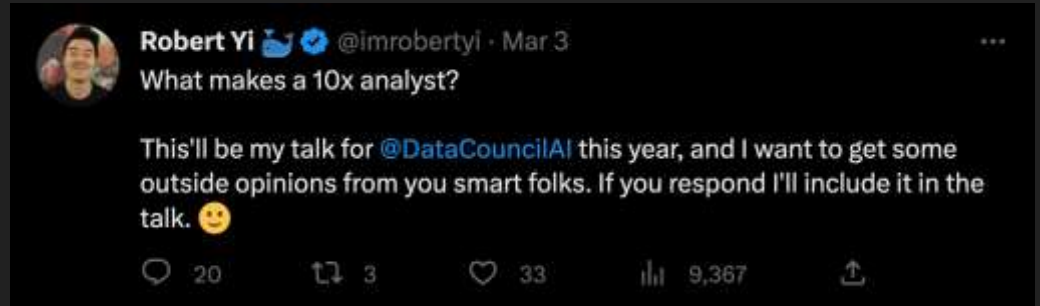 Robert Yi 🐳 @imrobertyi · Mar 3
What makes a 10x analyst?
This'll be my talk for @DataCouncilAI this year, and I want to get some
outside opinions from you smart folks. If you respond I'll include it in the
talk. 🙂
20 3 33 9,367